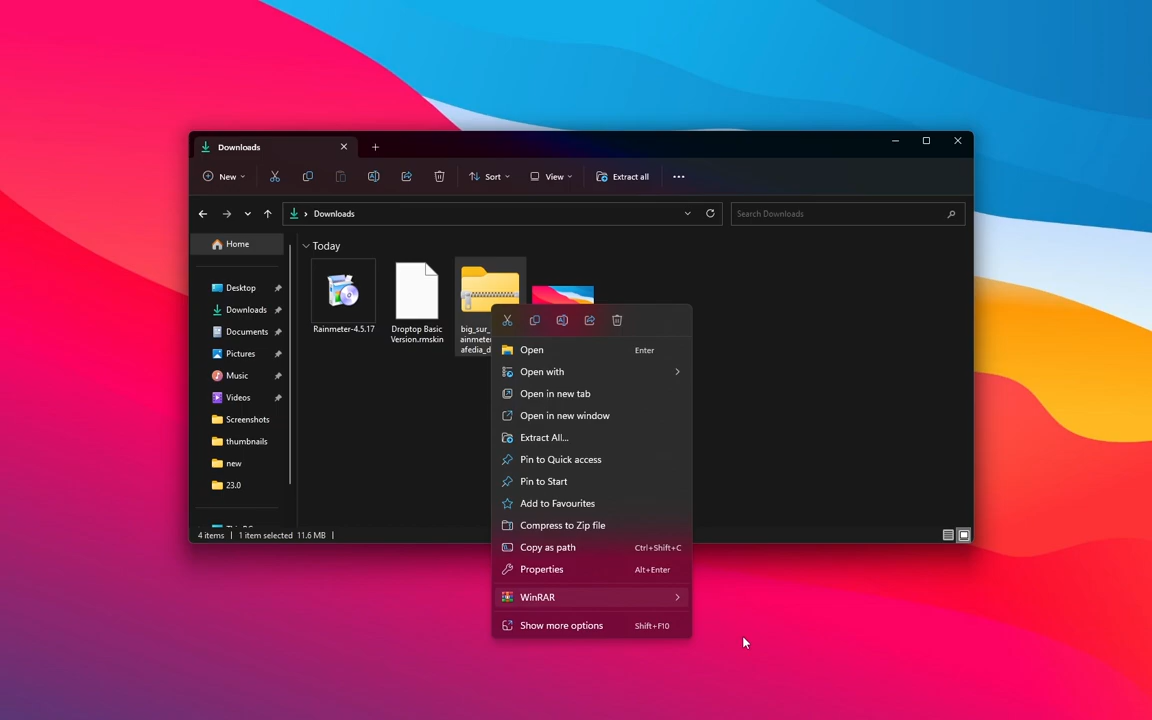 Downloads
New
Sort
View
Extract all
Downloads
Search Downloads
Home
Desktop
Downloads
Documents
Pictures
Music
Videos
Screenshots
thumbnails
new
23.0
Today
Rainmeter-4.5.17
Droptop Basic
Version.rmskin
big_sur_
ainmeter
afedia_d
Open Enter
Open with
Open in new tab
Open in new window
Extract All...
Pin to Quick access
Pin to Start
Add to Favourites
Compress to Zip file
Copy as path Ctrl+Shift+C
Properties Alt+Enter
WinRAR
Show more options Shift+F10
4 items 1 item selected 11.6 MB